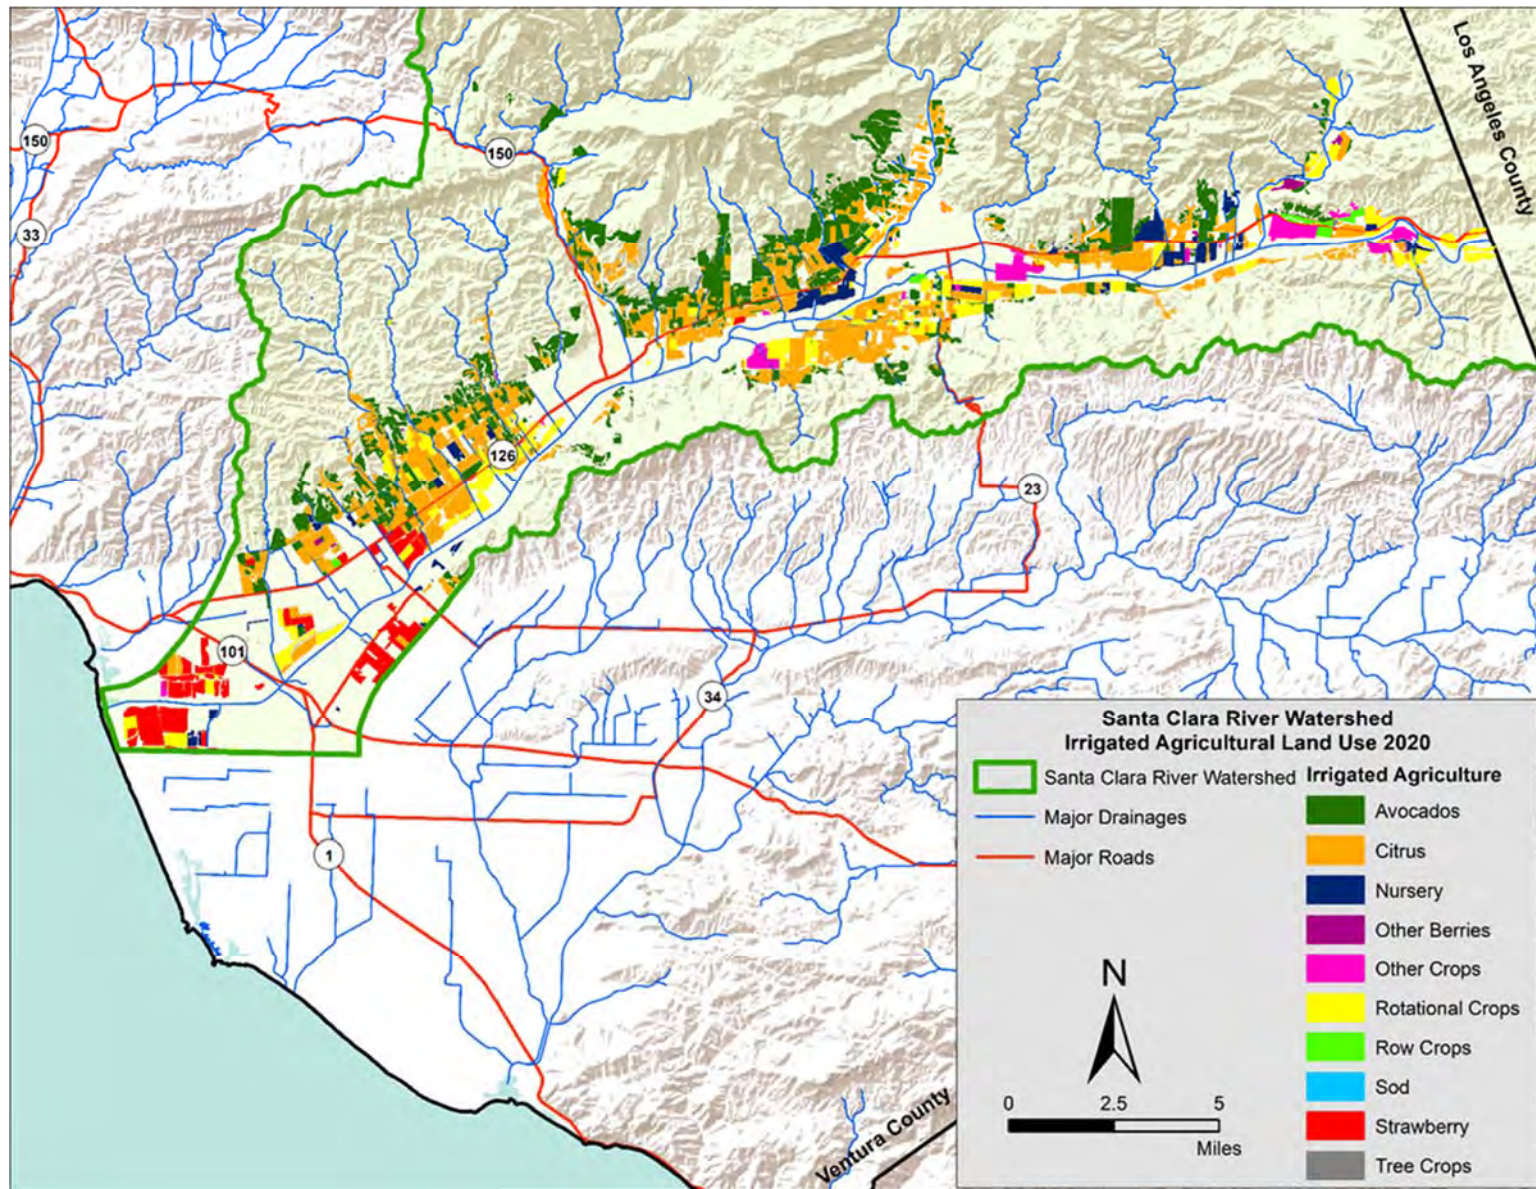 Los Angeles County
150
150
33
126
23
101
34
1
Ventura County
Santa Clara River Watershed
Irrigated Agricultural Land Use 2020
Santa Clara River Watershed
Major Drainages
Major Roads
Irrigated Agriculture
Avocados
Citrus
Nursery
Other Berries
Other Crops
Rotational Crops
Row Crops
Sod
Strawberry
Tree Crops
N
0 2.5 5
Miles